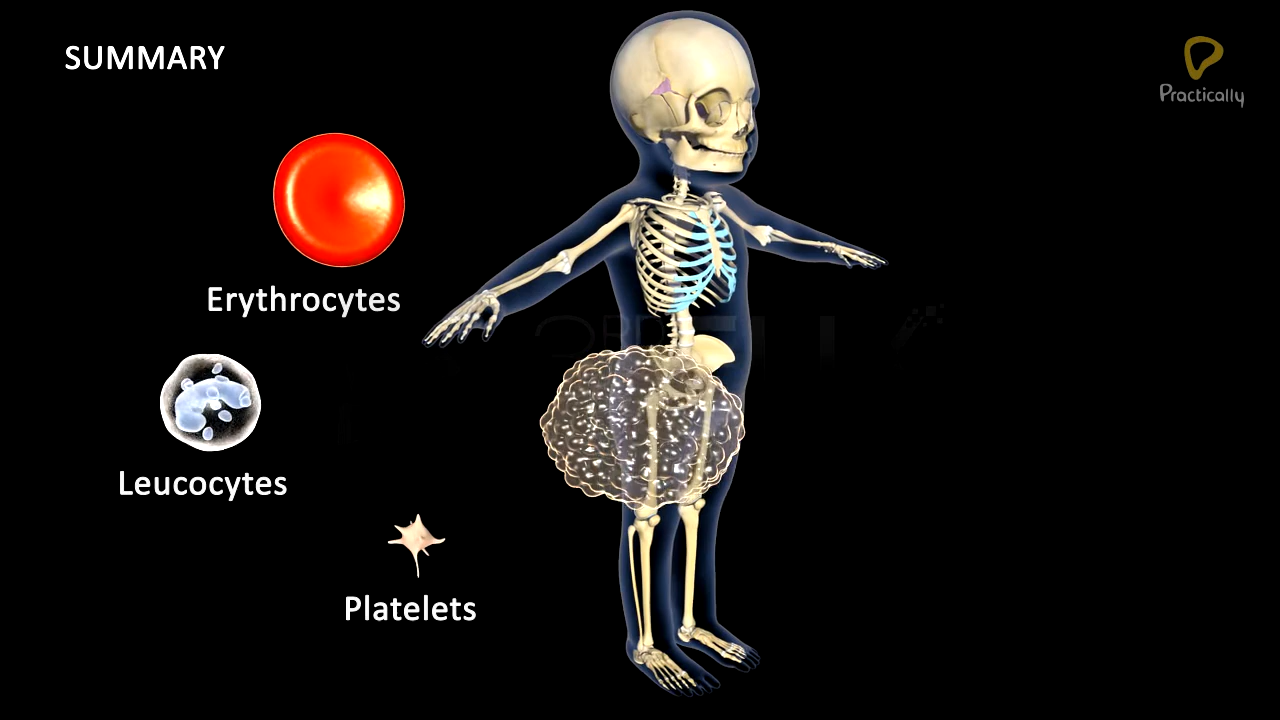 SUMMARY
Practically
Erythrocytes
Leucocytes
Platelets